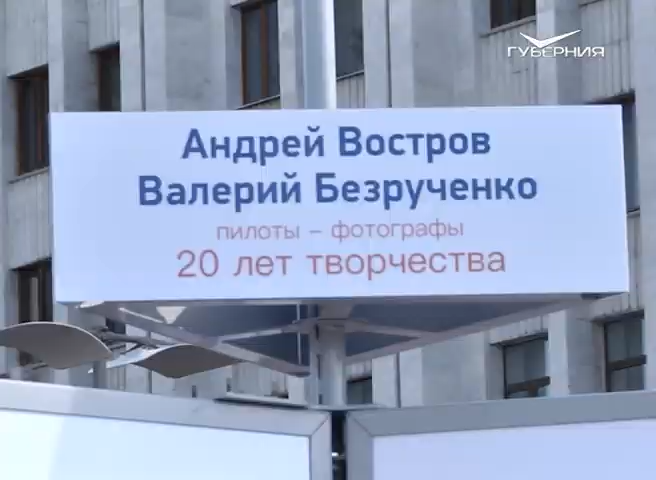 ГУБЕРНИЯ
Андрей Востров
Валерий Безрученко
пилоты – фотографы
20 лет творчества